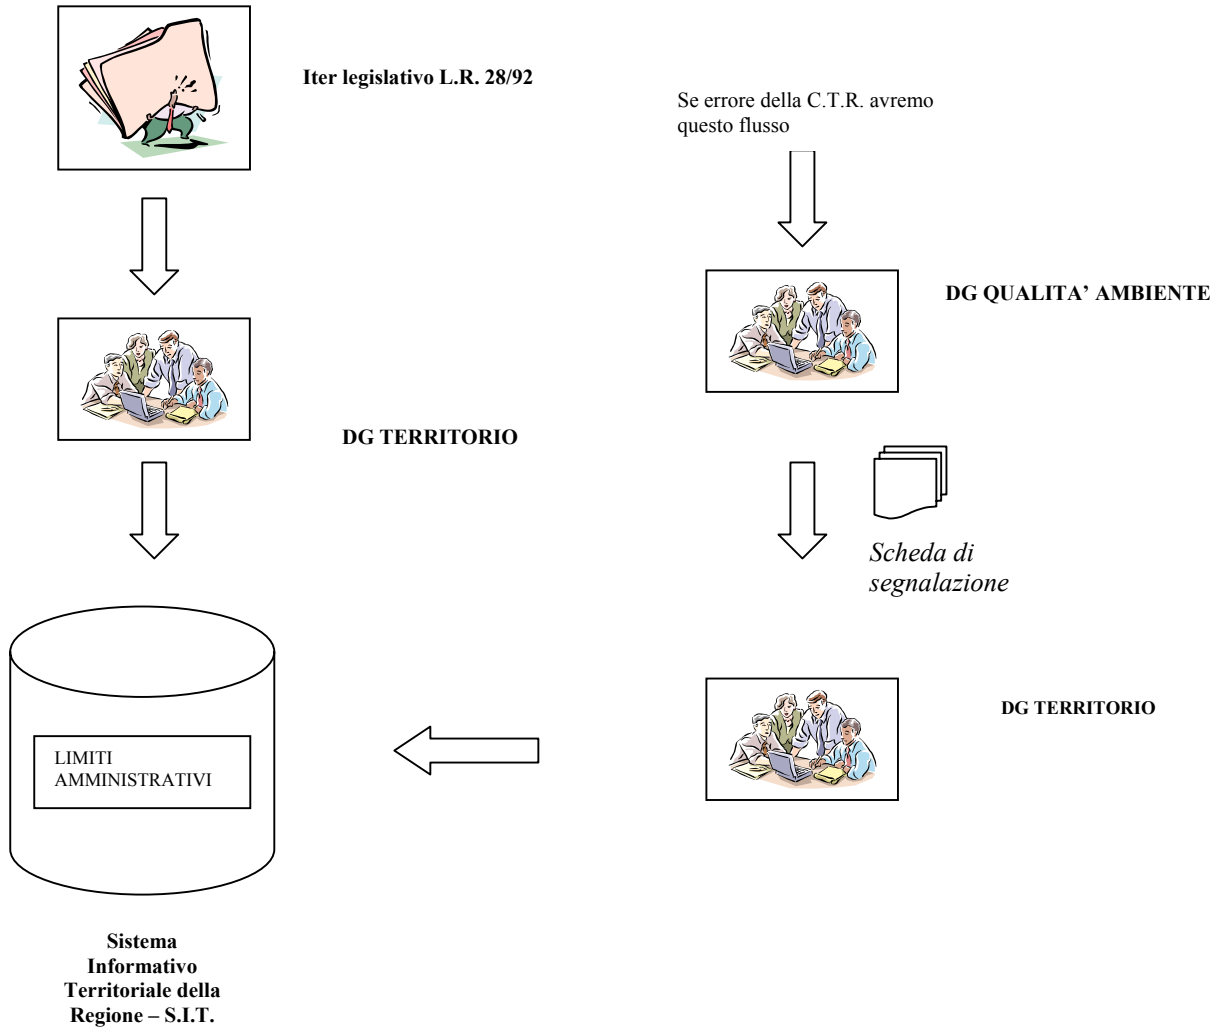 Iter legislativo L.R. 28/92
Se errore della C.T.R. avremo
questo flusso
DG QUALITA’ AMBIENTE
DG TERRITORIO
Scheda di
segnalazione
DG TERRITORIO
LIMITI
AMMINISTRATIVI
Sistema
Informativo
Territoriale della
Regione – S.I.T.